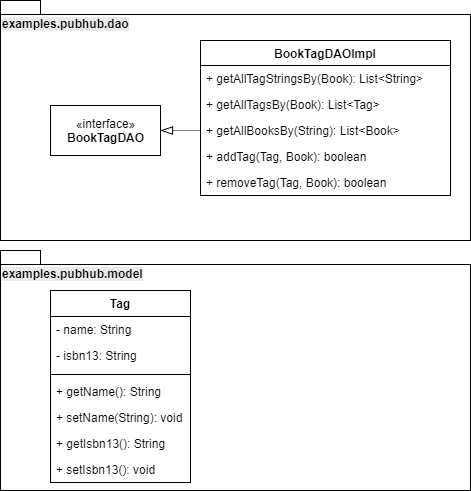 examples.pubhub.dao
BookTagDAOImpl
+ getAllTagStringsBy(Book): List<String>
+ getAllTagsBy(Book): List<Tag>
+ getAllBooksBy(String): List<Book>
+ addTag(Tag, Book): boolean
+ removeTag(Tag, Book): boolean
«interface»
BookTagDAO
examples.pubhub.model
Tag
- name: String
- isbn13: String
+ getName(): String
+ setName(String): void
+ getIsbn13(): String
+ setIsbn13(): void